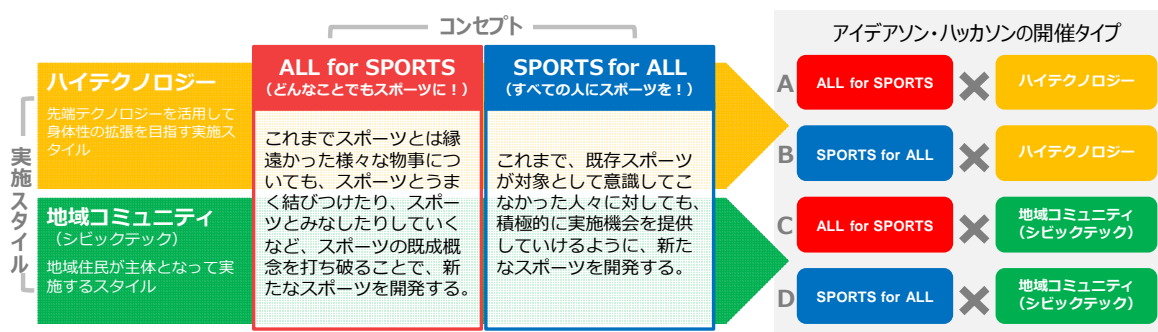 コンセプト
実施スタイル
ハイテクノロジー
先端テクノロジーを活用して
身体性の拡張を目指す実施ス
タイル
地域コミュニティ
（シビックテック）
地域住民が主体となって実
施するスタイル
ALL for SPORTS
（どんなことでもスポーツに！）
これまでスポーツとは縁
遠かった様々な物事につ
いても、スポーツとうま
く結びつけたり、スポー
ツとみなしたりしていく
など、スポーツの既成概
念を打ち破ることで、新
たなスポーツを開発する。
SPORTS for ALL
（すべての人にスポーツを！）
これまで、既存スポーツ
が対象として意識してこ
なかった人々に対しても、
積極的に実施機会を提供
していけるように、新た
なスポーツを開発する。
アイデアソン・ハッカソンの開催タイプ
A ALL for SPORTS × ハイテクノロジー
B SPORTS for ALL × ハイテクノロジー
C ALL for SPORTS × 地域コミュニティ
（シビックテック）
D SPORTS for ALL × 地域コミュニティ
（シビックテック）